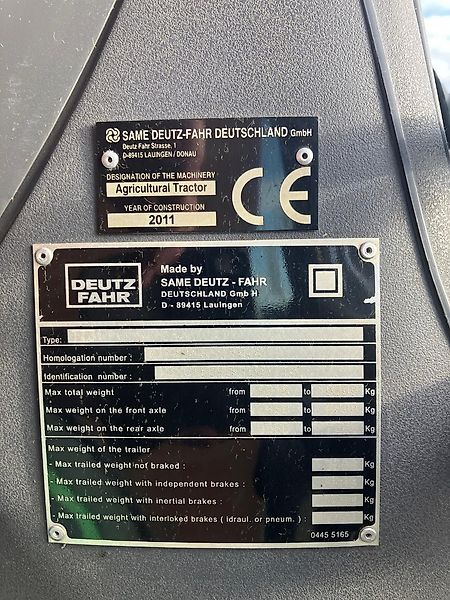 SAME DEUTZ-FAHR DEUTSCHLAND GmbH
Deutz Fahr Strasse, 1
D-89415 LAUINGEN / DONAU
DESIGNATION OF THE MACHINERY
Agricultural Tractor
YEAR OF CONSTRUCTION
2011
CE
DEUTZ
FAHR
Made by
SAME DEUTZ - FAHR
DEUTSCHLAND Gmb H
D - 89415 Lauingen
Type:
Homologation number :
Identification number :
Max total weight from to Kg
Max weight on the front axle from to Kg
Max weight on the rear axle from to Kg
Max weight of the trailer
- Max trailed weight not braked : Kg
- Max trailed weight with independent brakes : Kg
- Max trailed weight with inertial brakes : Kg
- Max trailed weight with interloked brakes ( idraul. or pneum. ) : Kg
0445 5165